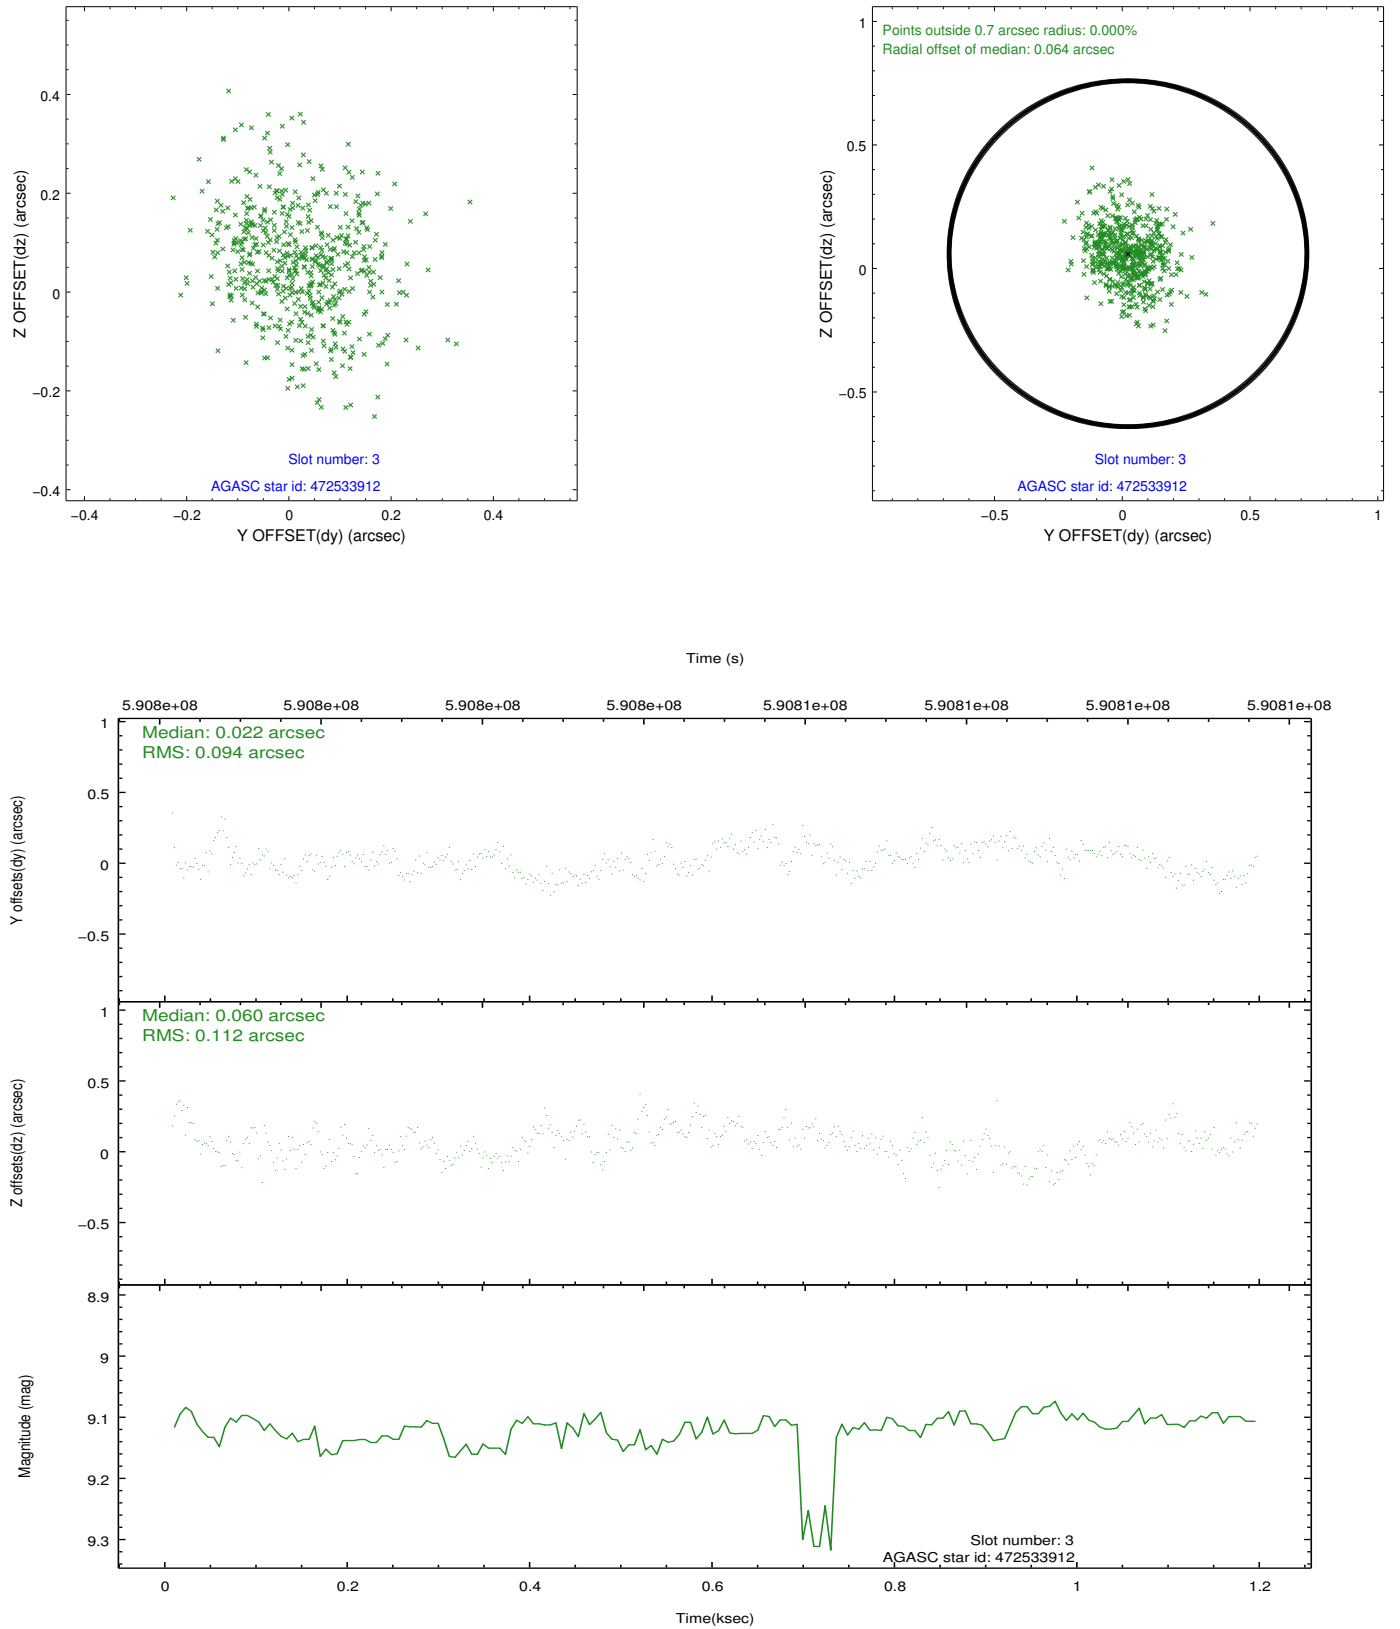 0.4
0.2
0
−0.2
−0.4
Z OFFSET(dz) (arcsec)
Slot number: 3
AGASC star id: 472533912
−0.4 −0.2 0 0.2 0.4
Y OFFSET(dy) (arcsec)
Points outside 0.7 arcsec radius: 0.000%
Radial offset of median: 0.064 arcsec
1
0.5
0
−0.5
Z OFFSET(dz) (arcsec)
Slot number: 3
AGASC star id: 472533912
−0.5 0 0.5 1
Y OFFSET(dy) (arcsec)
Time (s)
5.908e+08 5.908e+08 5.908e+08 5.908e+08 5.9081e+08 5.9081e+08 5.9081e+08 5.9081e+08
Median: 0.022 arcsec
RMS: 0.094 arcsec
1
0.5
0
−0.5
Y offsets(dy) (arcsec)
Median: 0.060 arcsec
RMS: 0.112 arcsec
1
0.5
0
−0.5
Z offsets(dz) (arcsec)
8.9
9
9.1
9.2
9.3
Magnitude (mag)
Slot number: 3
AGASC star id: 472533912
0 0.2 0.4 0.6 0.8 1 1.2
Time(ksec)